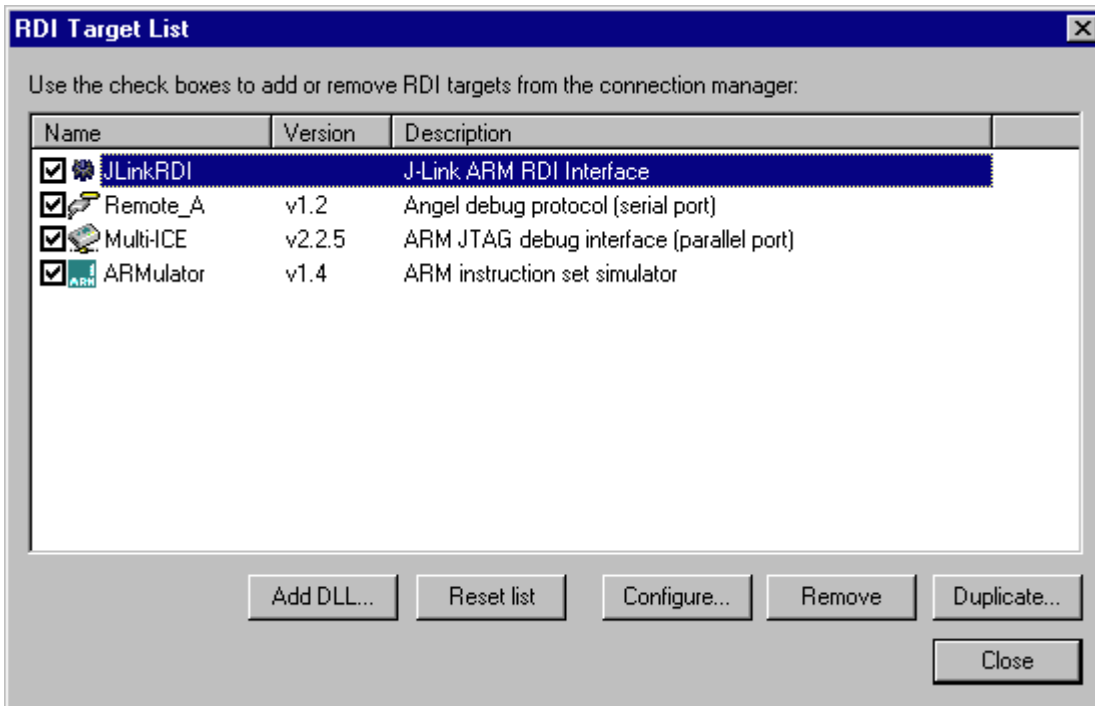 RDI Target List
Use the check boxes to add or remove RDI targets from the connection manager:
Name Version Description
JLinkRDI J-Link ARM RDI Interface
Remote_A v1.2 Angel debug protocol (serial port)
Multi-ICE v2.2.5 ARM JTAG debug interface (parallel port)
ARM ARMulator v1.4 ARM instruction set simulator
Add DLL... Reset list Configure... Remove Duplicate...
Close